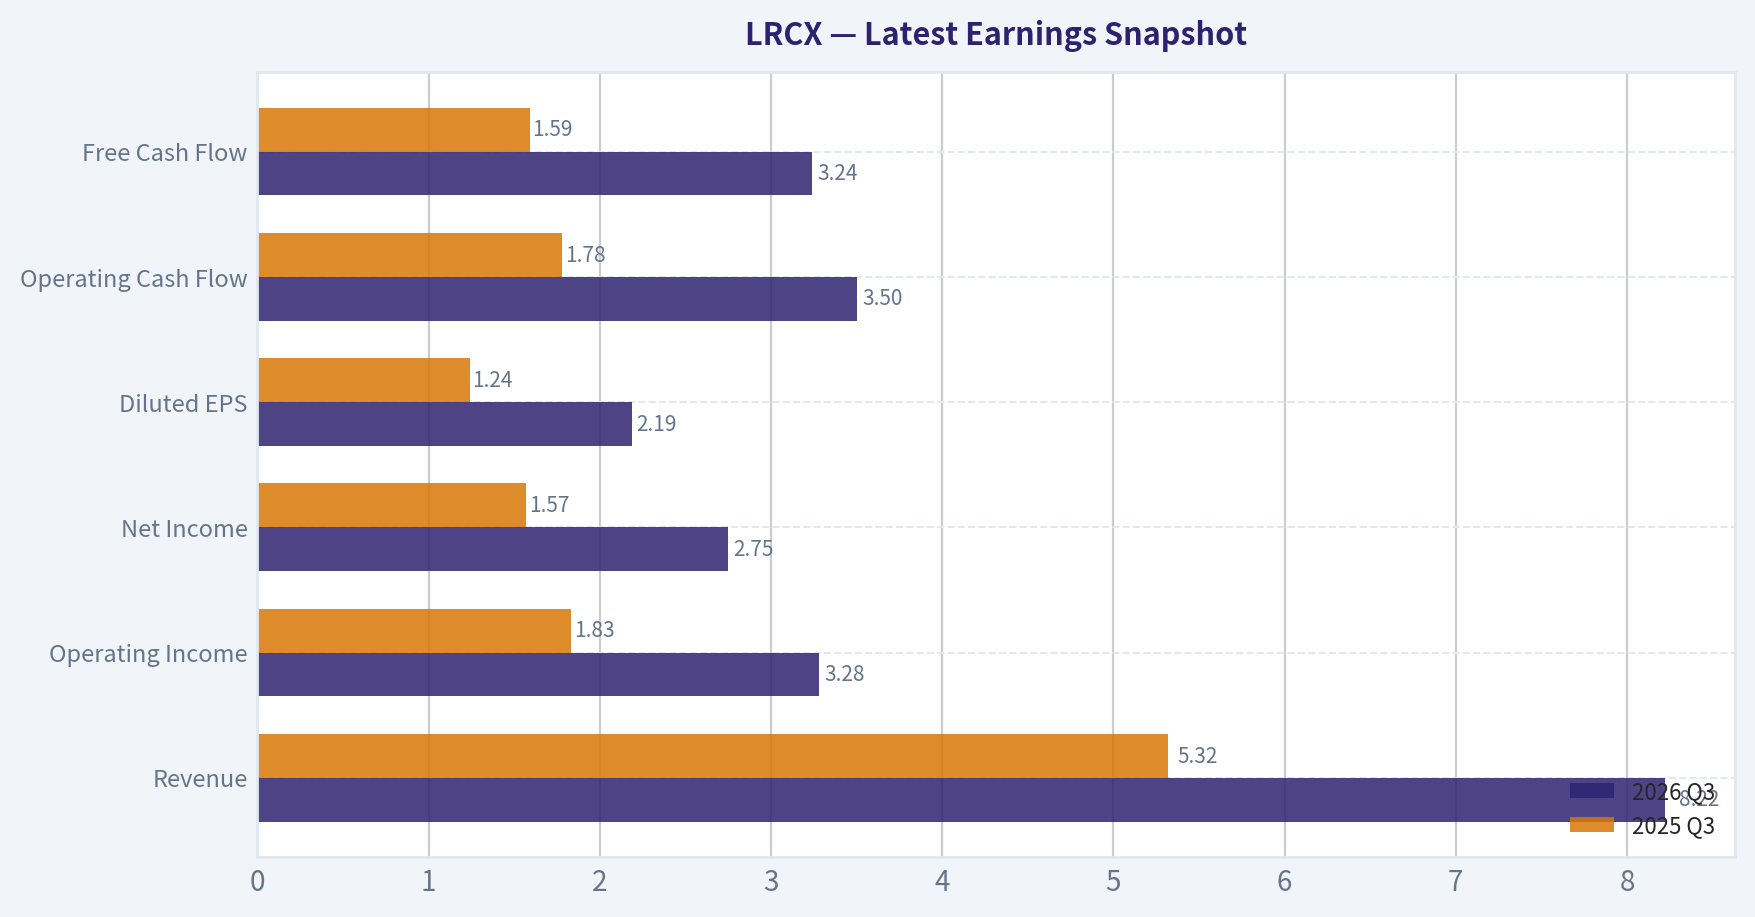 LRCX — Latest Earnings Snapshot
Free Cash Flow
1.59
3.24
Operating Cash Flow
1.78
3.50
Diluted EPS
1.24
2.19
Net Income
1.57
2.75
Operating Income
1.83
3.28
Revenue
5.32
8.22
2026 Q3
2025 Q3
0 1 2 3 4 5 6 7 8